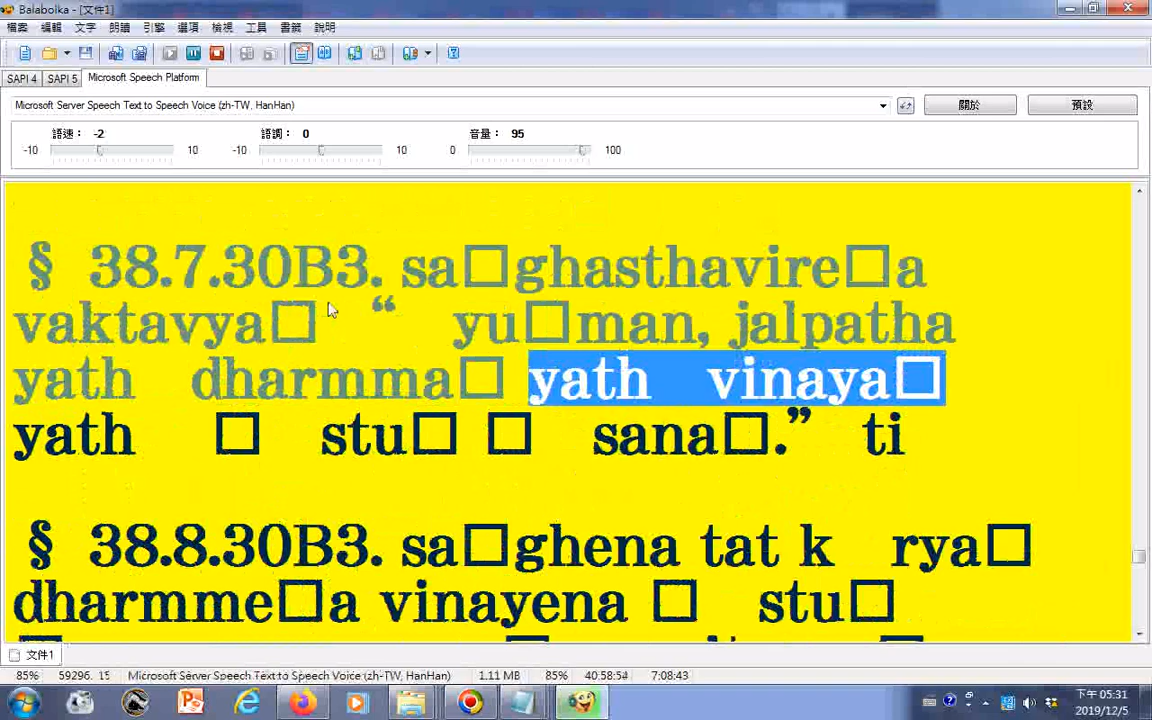 Balabolka - [文件1]
檔案 編輯 文字 朗讀 引擎 選項 檢視 工具 書籤 說明
SAPI 4 SAPI 5 Microsoft Speech Platform
Microsoft Server Speech Text to Speech Voice (zh-TW, HanHan) 關於 預設
語速： -2 語調： 0 音量： 95
-10 10 -10 10 0 100
§ 38.7.30B3. sa□ghasthavire□a
vaktavya□ “ yu□man, jalpatha
yath dharmma□ yath vinaya□
yath □ stu□ □ sana□.” ti
§ 38.8.30B3. sa□ghena tat k rya□
dharmme□a vinayena □ stu□
文件1
85% 59296. 15 Microsoft Server Speech Text to Speech Voice (zh-TW, HanHan) 1.11 MB 85% 40:58:54 7:08:43
下午 05:31
2019/12/5